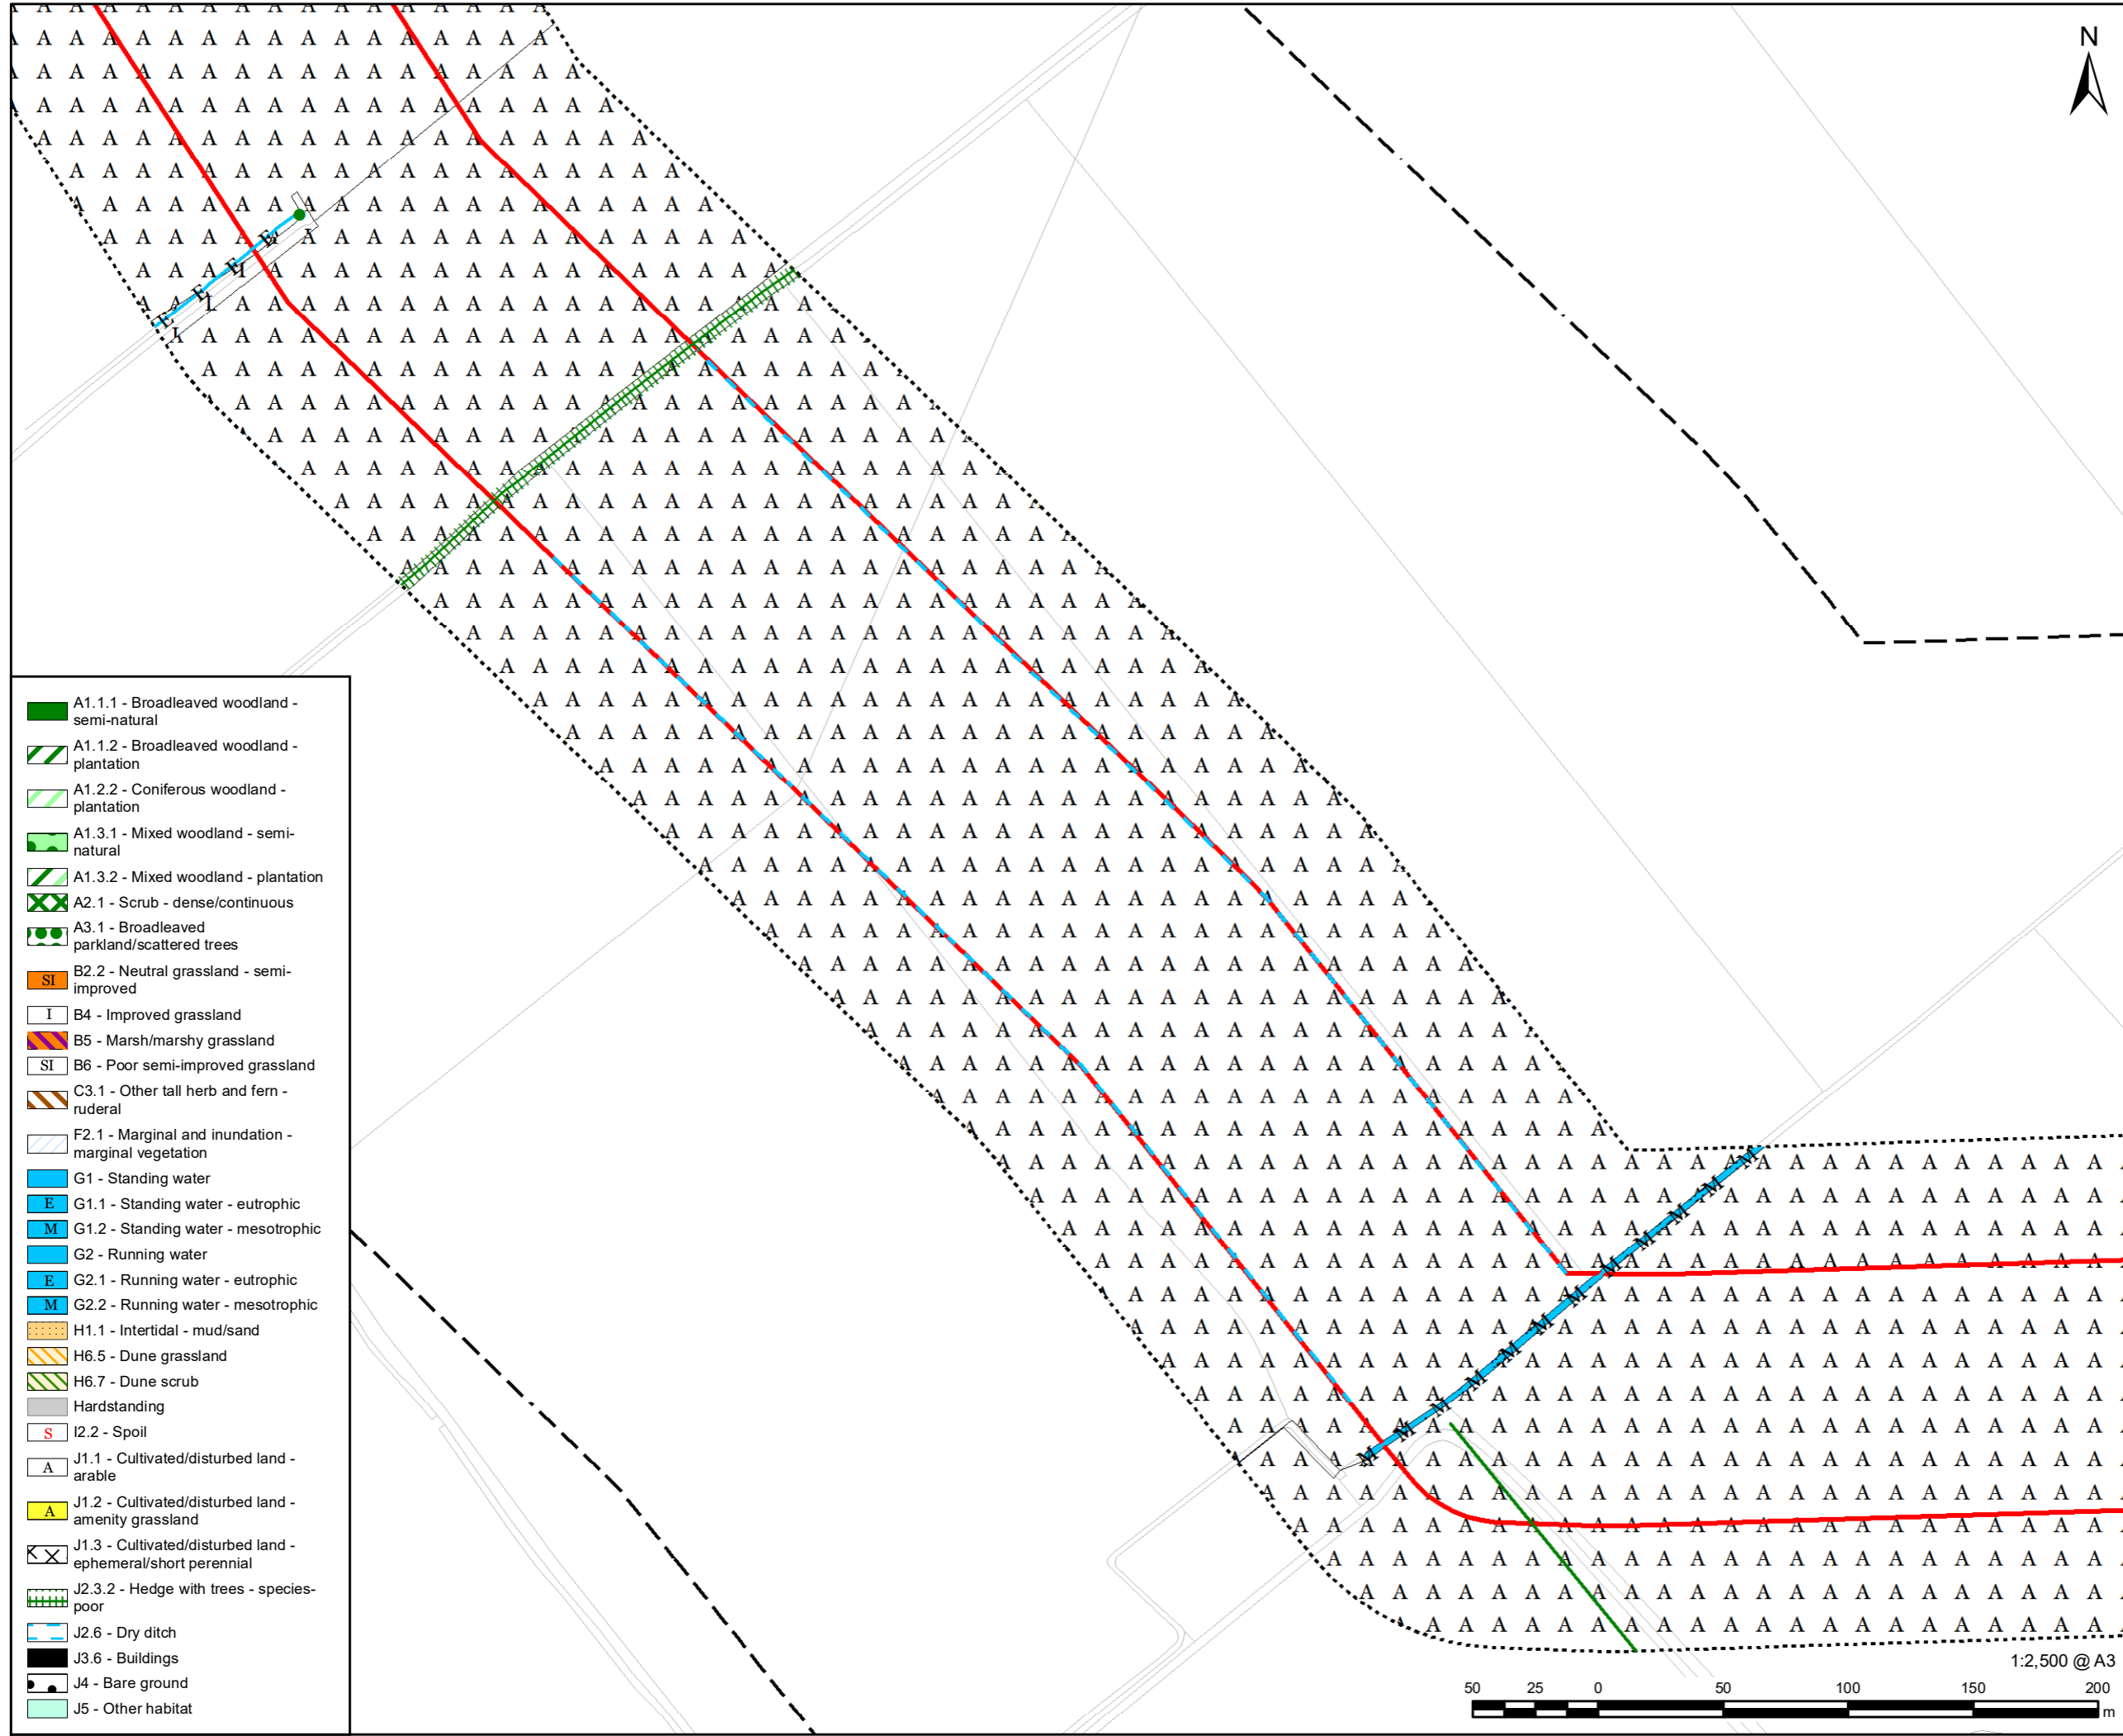 N
A1.1.1 - Broadleaved woodland -
semi-natural
A1.1.2 - Broadleaved woodland -
plantation
A1.2.2 - Coniferous woodland -
plantation
A1.3.1 - Mixed woodland - semi-
natural
A1.3.2 - Mixed woodland - plantation
A2.1 - Scrub - dense/continuous
A3.1 - Broadleaved
parkland/scattered trees
SI B2.2 - Neutral grassland - semi-
improved
I B4 - Improved grassland
B5 - Marsh/marshy grassland
SI B6 - Poor semi-improved grassland
C3.1 - Other tall herb and fern -
ruderal
F2.1 - Marginal and inundation -
marginal vegetation
G1 - Standing water
E G1.1 - Standing water - eutrophic
M G1.2 - Standing water - mesotrophic
G2 - Running water
E G2.1 - Running water - eutrophic
M G2.2 - Running water - mesotrophic
H1.1 - Intertidal - mud/sand
H6.5 - Dune grassland
H6.7 - Dune scrub
Hardstanding
S I2.2 - Spoil
A J1.1 - Cultivated/disturbed land -
arable
A J1.2 - Cultivated/disturbed land -
amenity grassland
J1.3 - Cultivated/disturbed land -
ephemeral/short perennial
J2.3.2 - Hedge with trees - species-
poor
J2.6 - Dry ditch
J3.6 - Buildings
J4 - Bare ground
J5 - Other habitat
1:2,500 @ A3
50 25 0 50 100 150 200
m